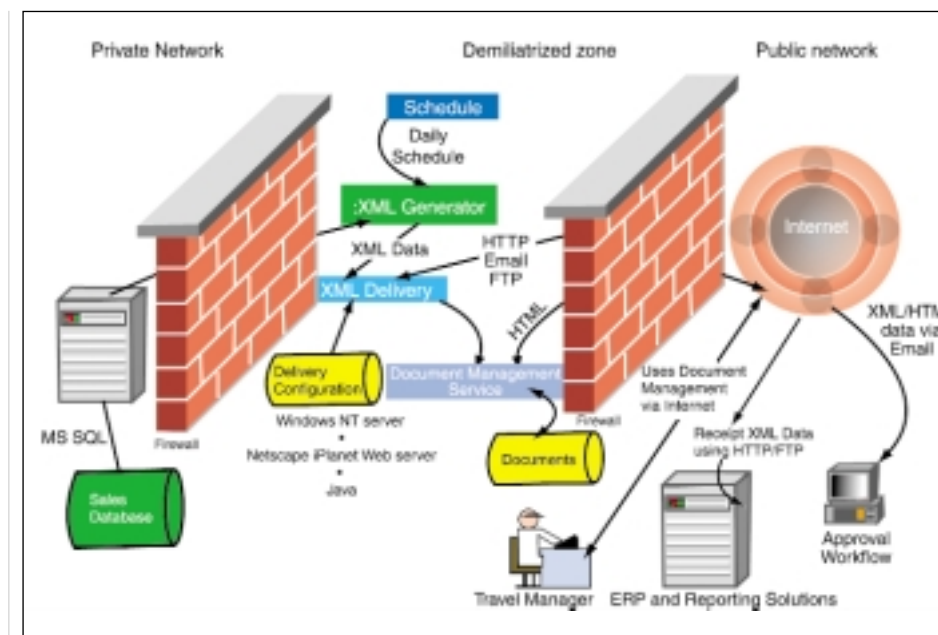 Private Network
Demiliatrized zone
Public network
Schedule
Daily
Schedule
:XML Generator
XML Data
HTTP
Email
FTP
Internet
XML Delivery
HTML
XML/HTM
data via
Email
Delivery
Configuration
Document Management
Service
Uses Document
Management
via Internet
Windows NT server
•
Netscape iPlanet Web server
•
Java
Firewall
Firewall
MS SQL
Sales
Database
Documents
Receipt XML Data
using HTTP/FTP
Approval
Workflow
Travel Manager
ERP and Reporting Solutions